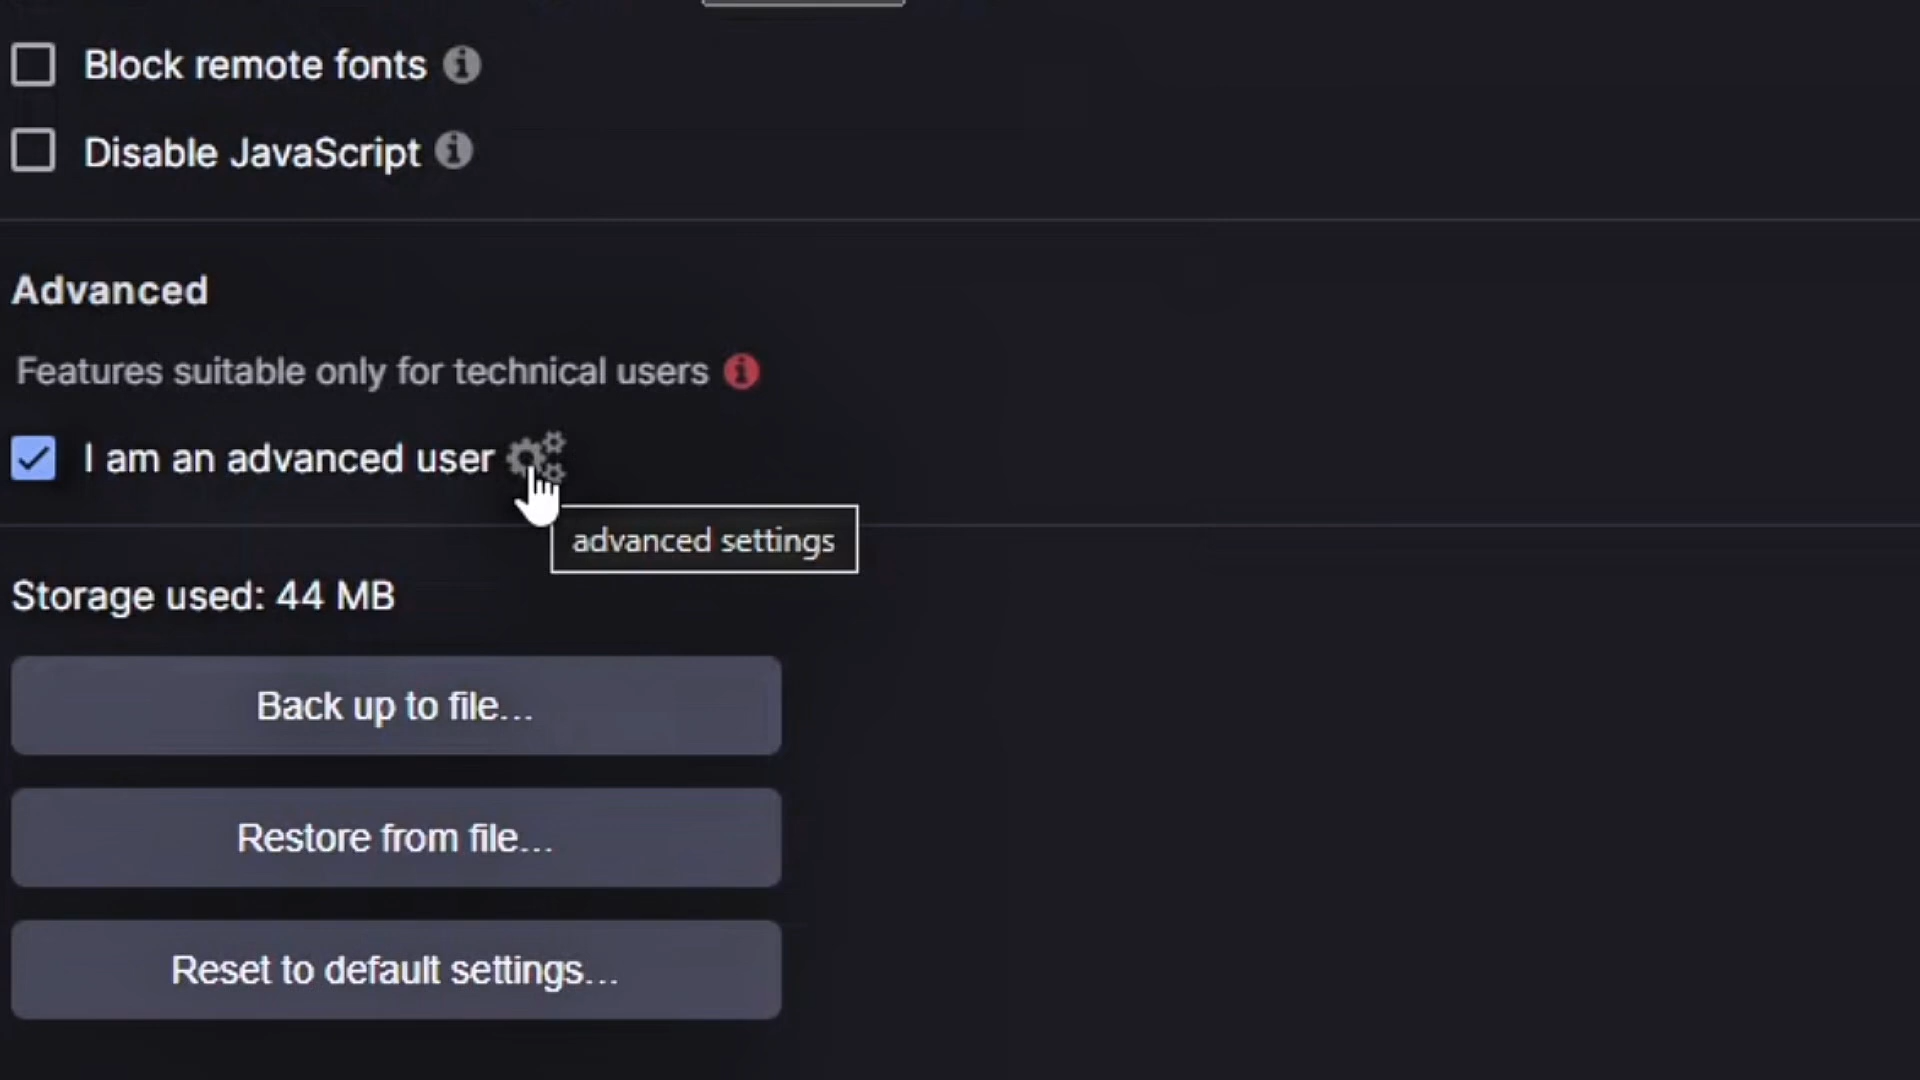 Block remote fonts
Disable JavaScript
Advanced
Features suitable only for technical users
I am an advanced user
advanced settings
Storage used: 44 MB
Back up to file…
Restore from file…
Reset to default settings…